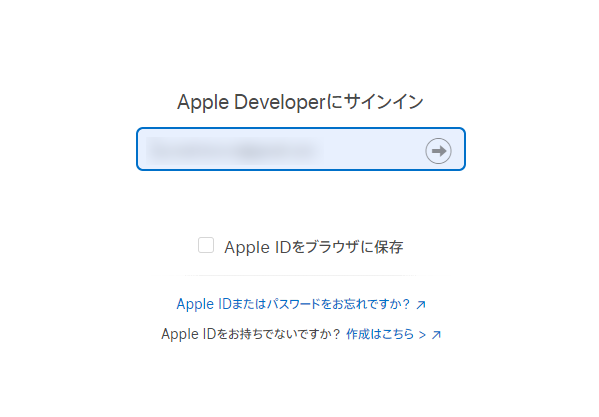 Apple Developerにサインイン
Apple IDをブラウザに保存
Apple IDまたはパスワードをお忘れですか? ↗
Apple IDをお持ちでないですか? 作成はこちら > ↗